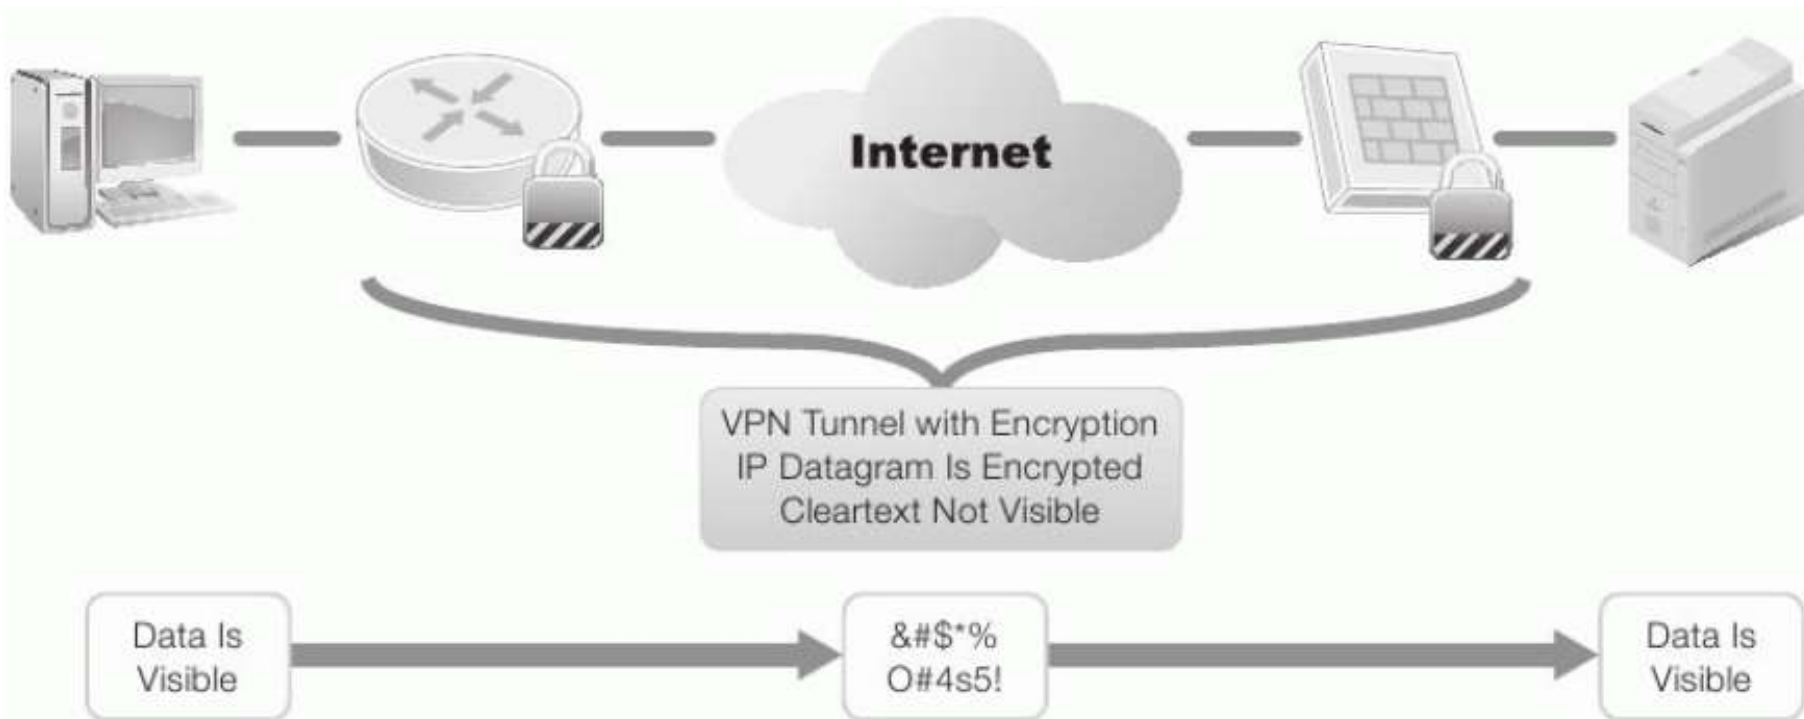 Internet
VPN Tunnel with Encryption
IP Datagram Is Encrypted
Cleartext Not Visible
Data Is
Visible
&#$*%
O#4s5!
Data Is
Visible